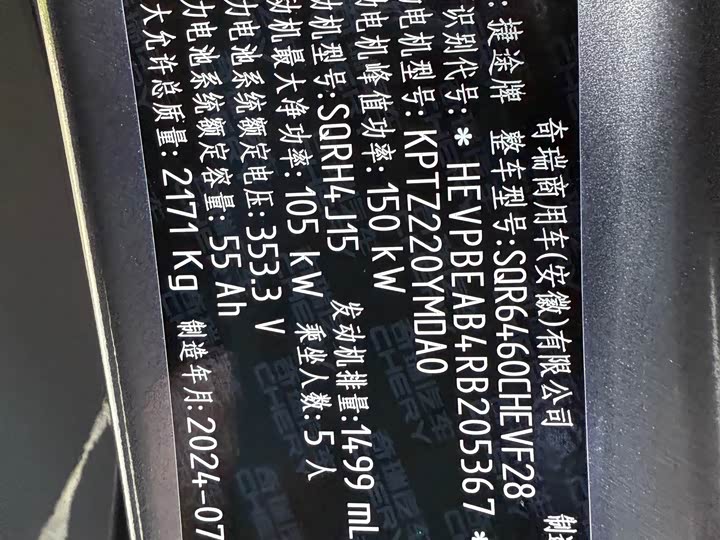 奇瑞商用车(安徽)有限公司 制造
: 捷途牌 整车型号:SQR6460CHEVF28
识别代号: * HEVPBEAB4RB205367 *
电机型号: KPTZ220YMDA0
电机峰值功率: 150 kW
动机型号:SQRH4J15 发动机排量:1499 mL
动机最大净功率: 105 kW 乘坐人数: 5 人
力电池系统额定电压: 353.3 V
力电池系统额定容量: 55 Ah
大允许总质量: 2171 Kg 制造年月:2024-07